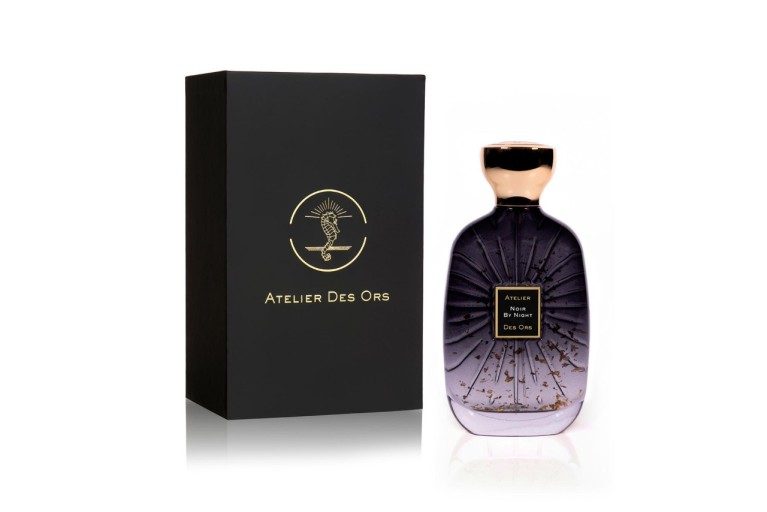 Atelier Des Ors
Atelier
Noir
By Night
Des Ors